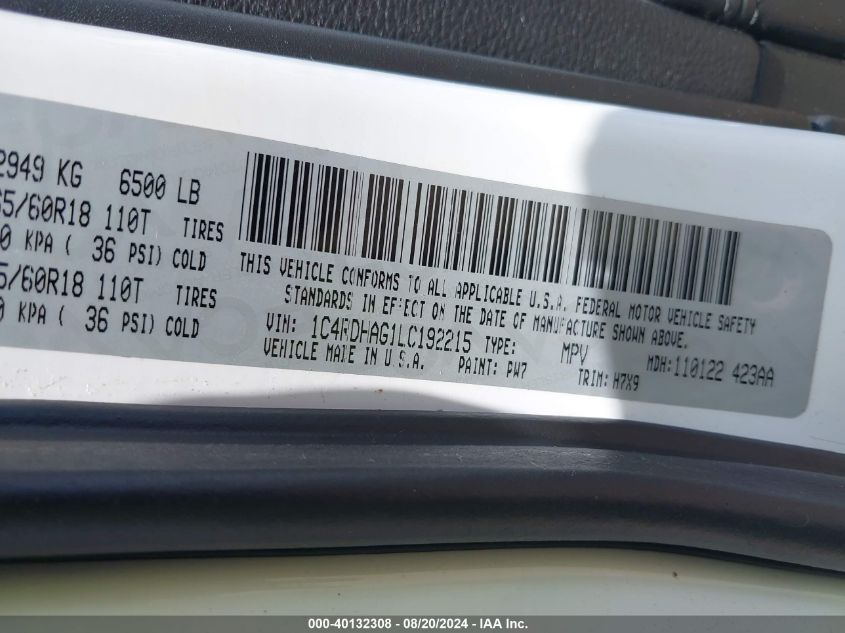 2949 KG 6500 LB
65/60R18 110T TIRES
0 KPA ( 36 PSI) COLD
5/60R18 110T TIRES
0 KPA ( 36 PSI) COLD
THIS VEHICLE CONFORMS TO ALL APPLICABLE U.S.A. FEDERAL MOTOR VEHICLE SAFETY
STANDARDS IN EFFECT ON THE DATE OF MANUFACTURE SHOWN ABOVE.
VIN: 1C4RDHAG1LC192215 TYPE: MPV MDH:110122 423AA
VEHICLE MADE IN U.S.A. PAINT: PW7 TRIM: H7X9
000-40132308 - 08/20/2024 - IAA Inc.